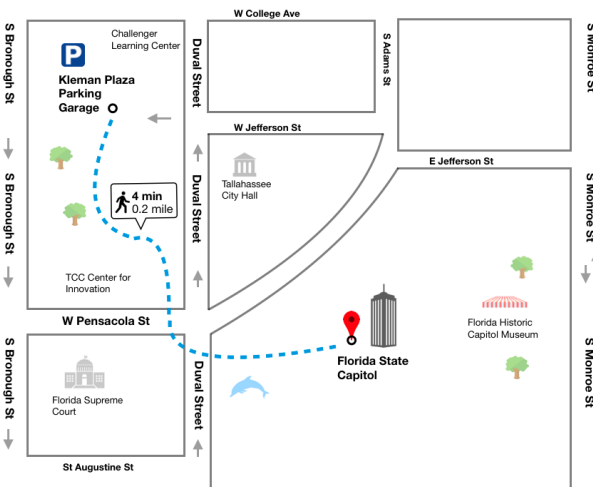 W College Ave
S Bronough St
Challenger
Learning Center
P
Kleman Plaza
Parking
Garage
Duval Street
S Adams St
S Monroe St
W Jefferson St
E Jefferson St
S Bronough St
Duval Street
Tallahassee
City Hall
S Monroe St
4 min
0.2 mile
TCC Center for
Innovation
W Pensacola St
Florida Historic
Capitol Museum
S Bronough St
Duval Street
Florida State
Capitol
S Monroe St
Florida Supreme
Court
St Augustine St